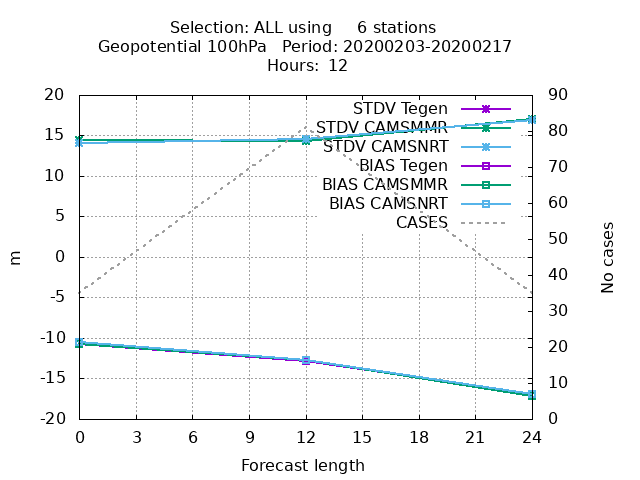 Selection: ALL using     6 stations
Geopotential 100hPa   Period: 20200203-20200217
Hours: 12
20
15
10
5
0
-5
-10
-15
-20
m
90
80
70
60
50
40
30
20
10
0
No cases
STDV Tegen
STDV CAMSMMR
STDV CAMSNRT
BIAS Tegen
BIAS CAMSMMR
BIAS CAMSNRT
CASES
0 3 6 9 12 15 18 21 24
Forecast length